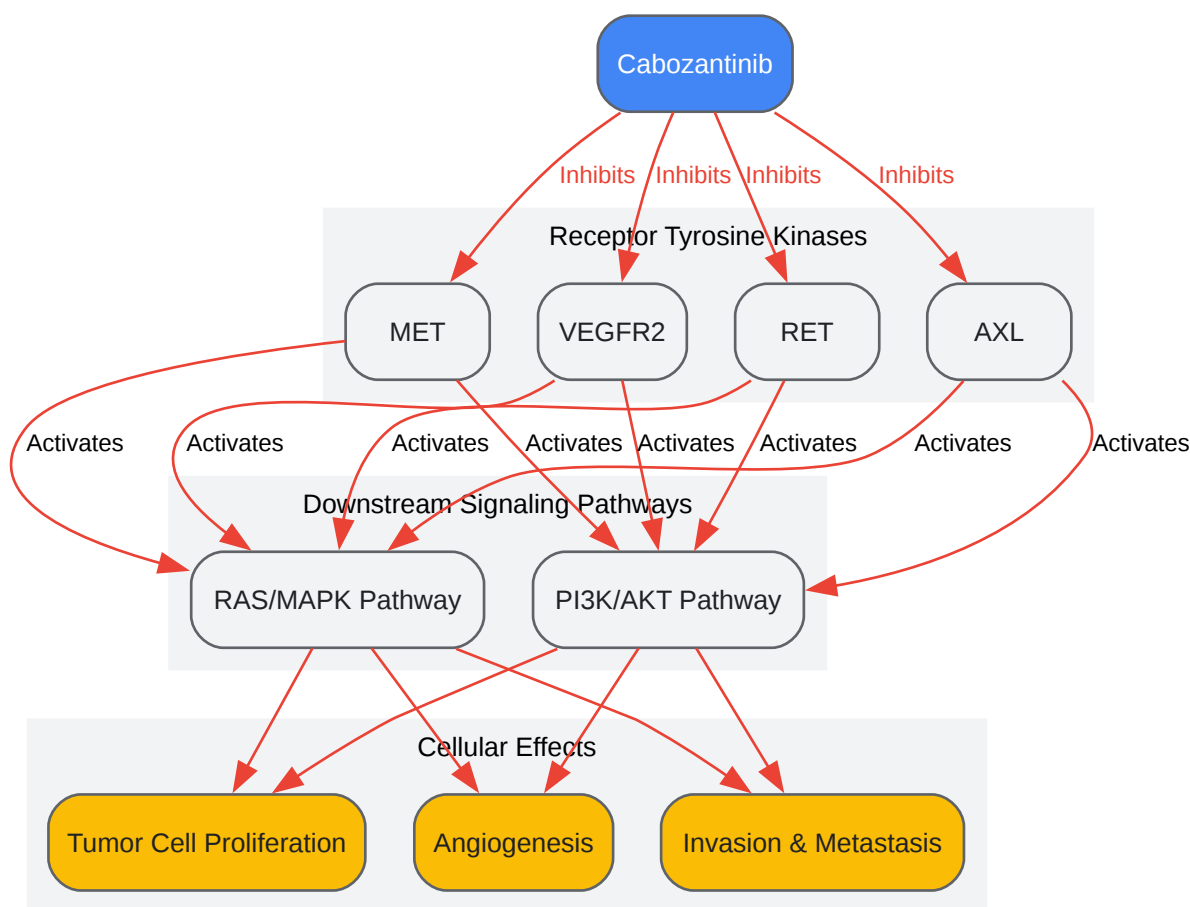 Cabozantinib
Inhibits Inhibits Inhibits Inhibits
Receptor Tyrosine Kinases
MET VEGFR2 RET AXL
Activates Activates Activates Activates Activates Activates Activates Activates
Downstream Signaling Pathways
RAS/MAPK Pathway PI3K/AKT Pathway
Cellular Effects
Tumor Cell Proliferation Angiogenesis Invasion & Metastasis